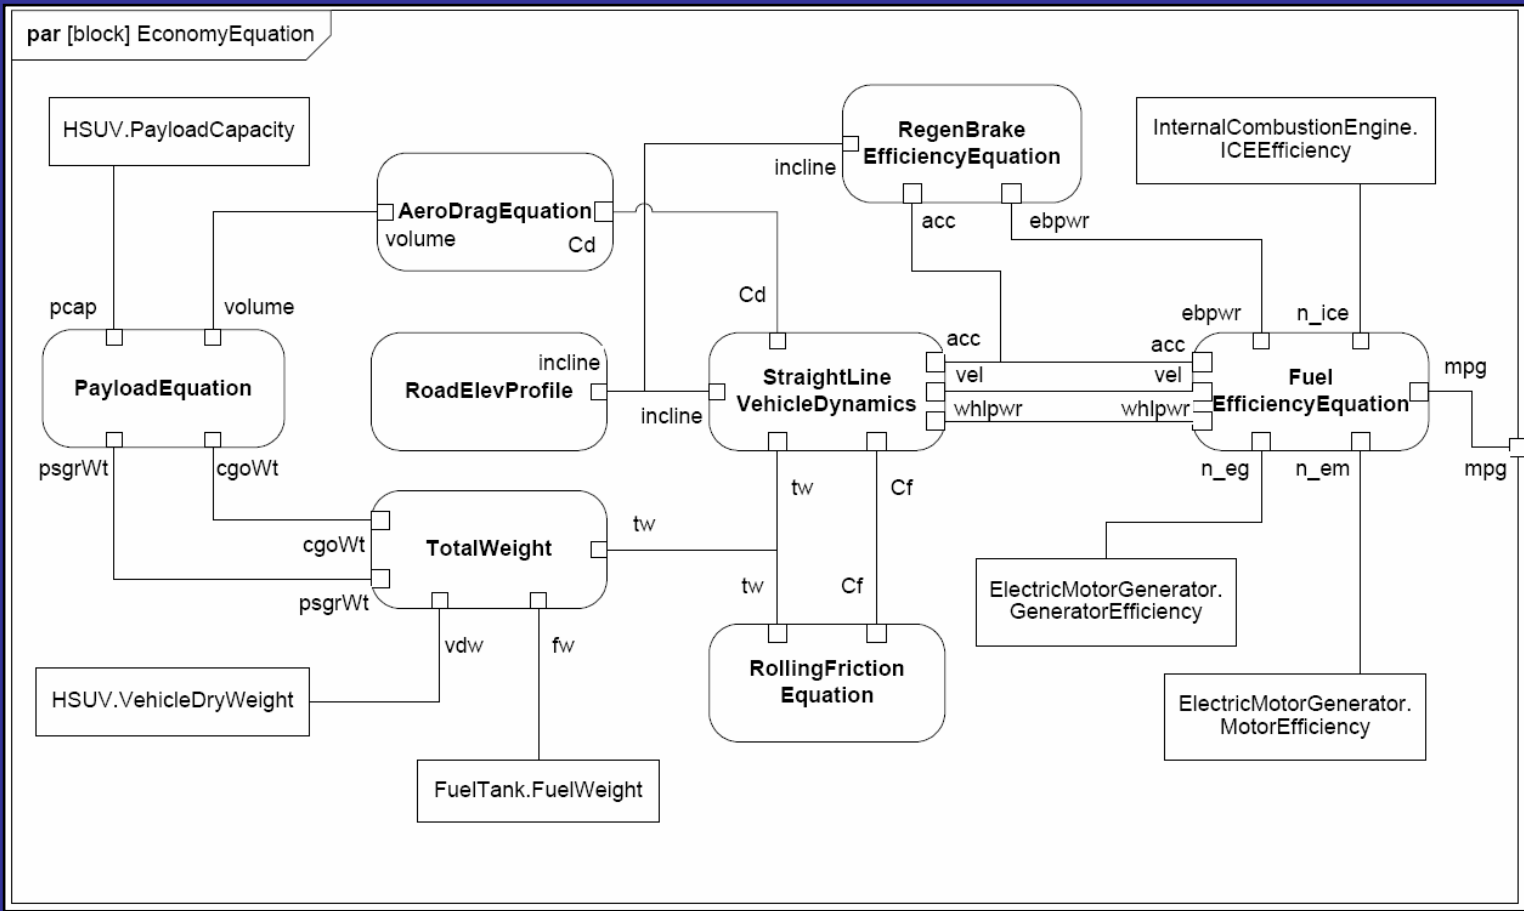 par [block] EconomyEquation
HSUV.PayloadCapacity
RegenBrake
EfficiencyEquation
InternalCombustionEngine.
ICEEfficiency
incline
AeroDragEquation
volume
Cd
acc
ebpwr
pcap
volume
Cd
ebpwr
n_ice
PayloadEquation
incline
RoadElevProfile
incline
StraightLine
VehicleDynamics
acc
vel
whlpwr
acc
vel
whlpwr
Fuel
EfficiencyEquation
mpg
mpg
psgrWt
cgoWt
tw
Cf
n_eg
n_em
cgoWt
TotalWeight
tw
psgrWt
tw
Cf
ElectricMotorGenerator.
GeneratorEfficiency
vdw
fw
HSUV.VehicleDryWeight
RollingFriction
Equation
ElectricMotorGenerator.
MotorEfficiency
FuelTank.FuelWeight